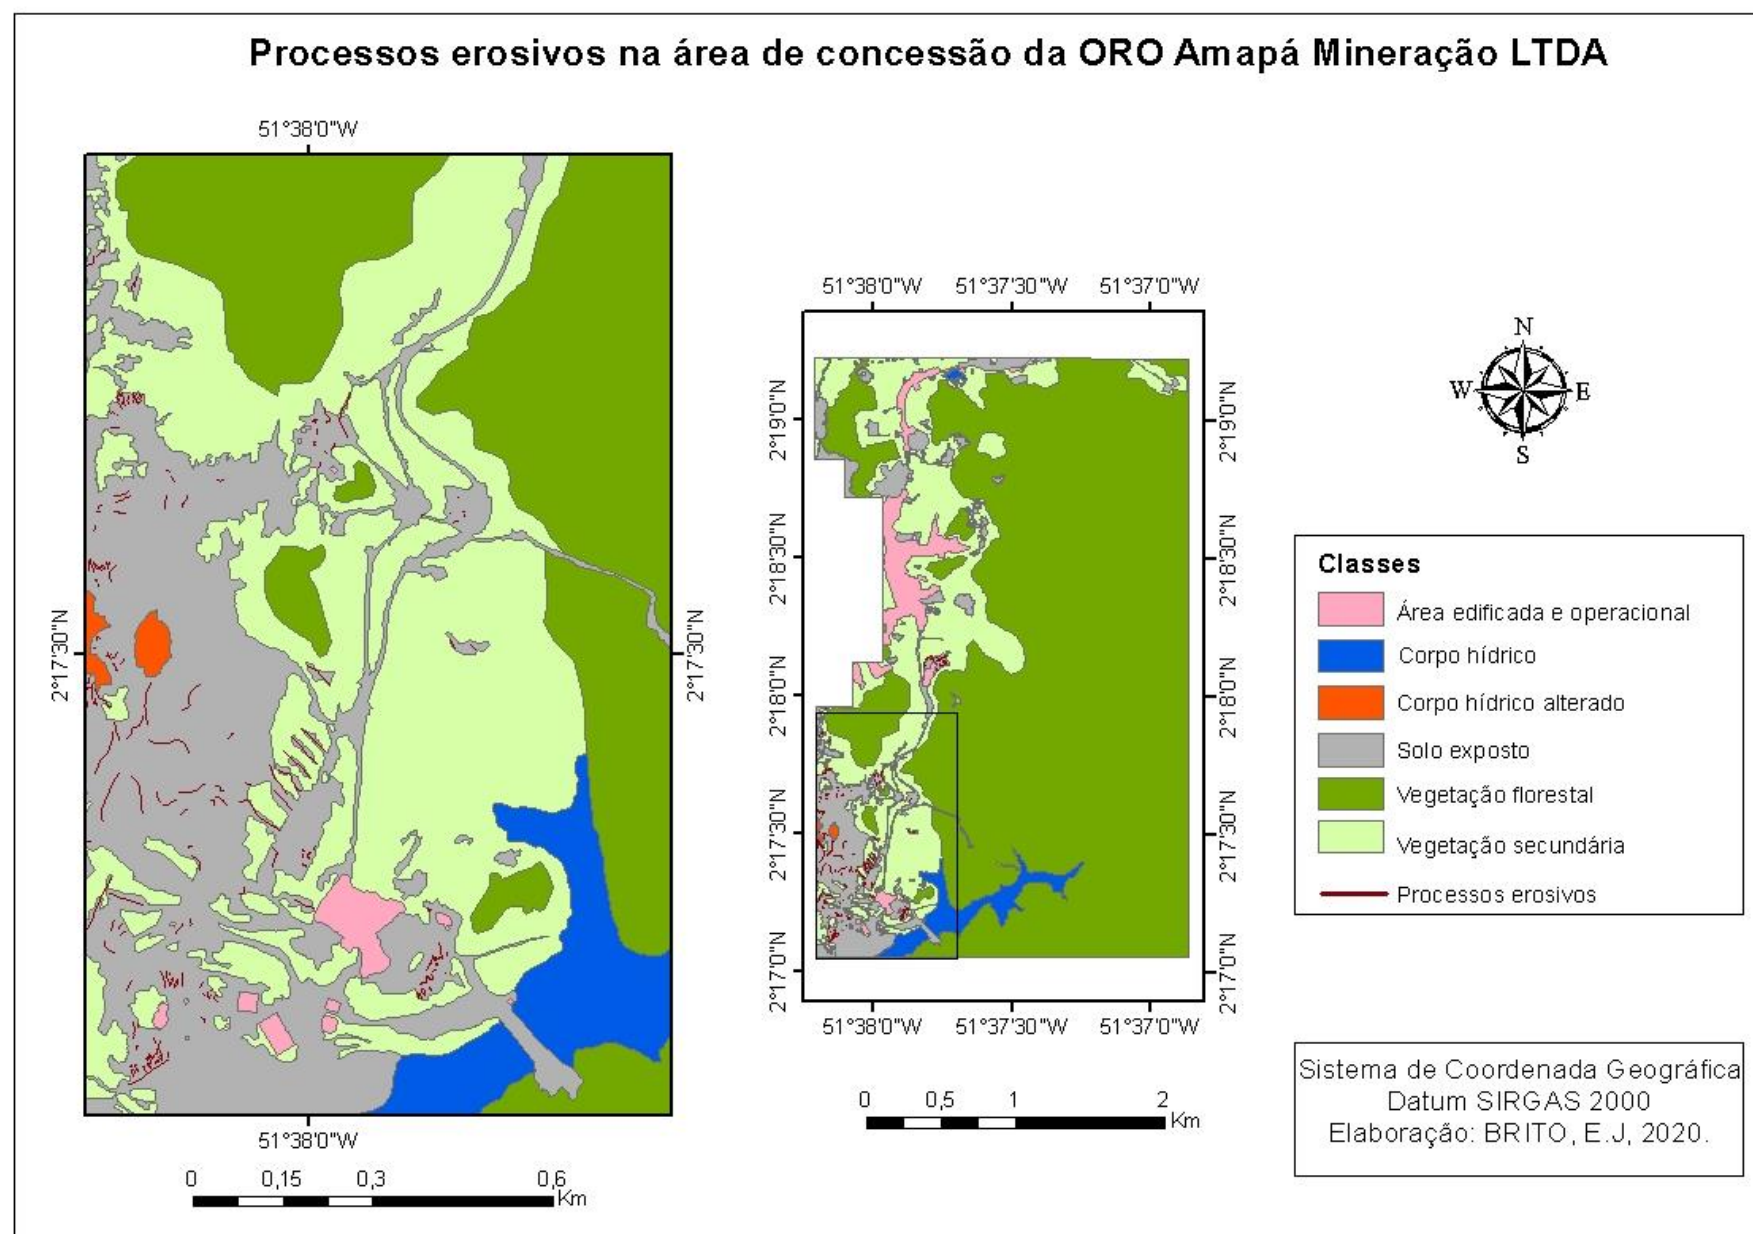 Processos erosivos na área de concessão da ORO Amapá Mineração LTDA
51°38'0"W
2°17'30"N
2°17'30"N
51°38'0"W
0 0,15 0,3 0,6
Km
51°38'0"W 51°37'30"W 51°37'0"W
2°19'0"N
2°18'30"N
2°18'0"N
2°17'30"N
2°17'0"N
2°19'0"N
2°18'30"N
2°18'0"N
2°17'30"N
2°17'0"N
51°38'0"W 51°37'30"W 51°37'0"W
0 0,5 1 2
Km
N
W E
S
Classes
Área edificada e operacional
Corpo hídrico
Corpo hídrico alterado
Solo exposto
Vegetação florestal
Vegetação secundária
Processos erosivos
Sistema de Coordenada Geográfica
Datum SIRGAS 2000
Elaboração: BRITO, E.J, 2020.